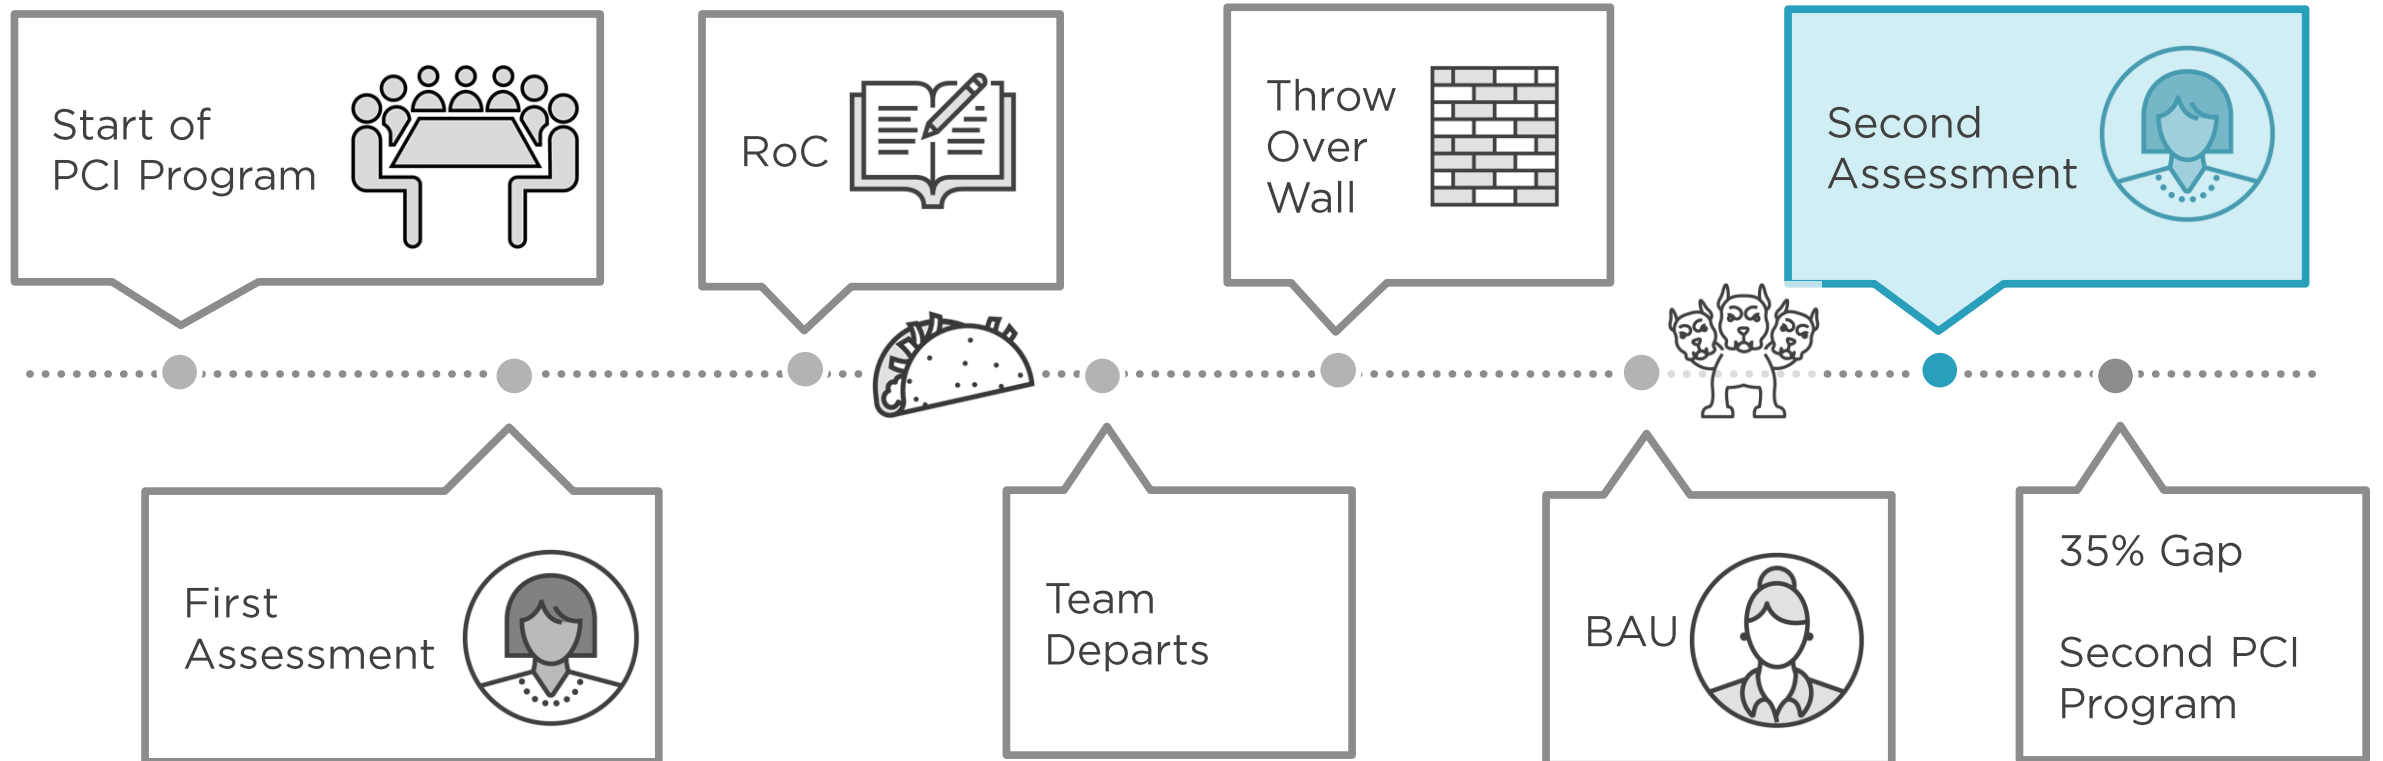 Start of
PCI Program
First
Assessment
RoC
Team
Departs
Throw
Over
Wall
BAU
Second
Assessment
35% Gap
Second PCI
Program